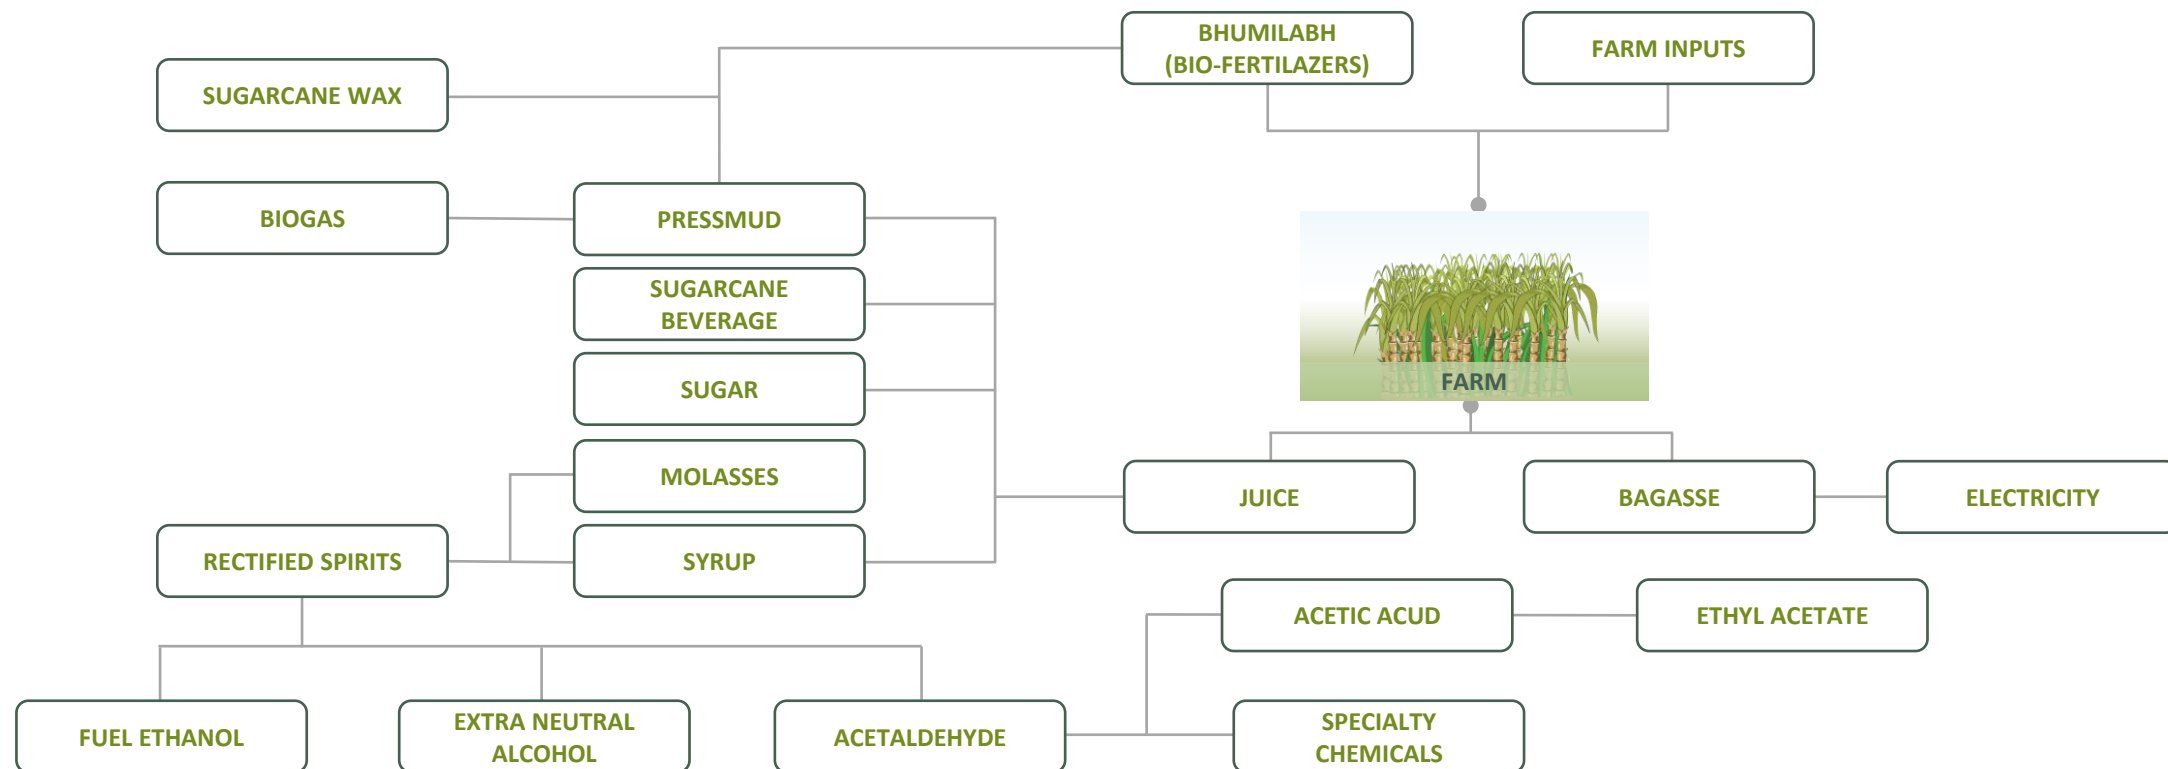 BHUMILABH
(BIO-FERTILAZERS)
FARM INPUTS
SUGARCANE WAX
BIOGAS
PRESSMUD
SUGARCANE
BEVERAGE
SUGAR
FARM
MOLASSES
JUICE
BAGASSE
ELECTRICITY
RECTIFIED SPIRITS
SYRUP
ACETIC ACUD
ETHYL ACETATE
FUEL ETHANOL
EXTRA NEUTRAL
ALCOHOL
ACETALDEHYDE
SPECIALTY
CHEMICALS